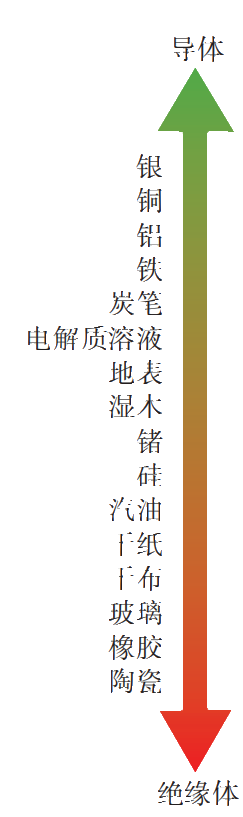 导体
银
铜
铝
铁
炭笔
电解质溶液
地表
湿木
锗
硅
汽油
干纸
干布
玻璃
橡胶
陶瓷
绝缘体